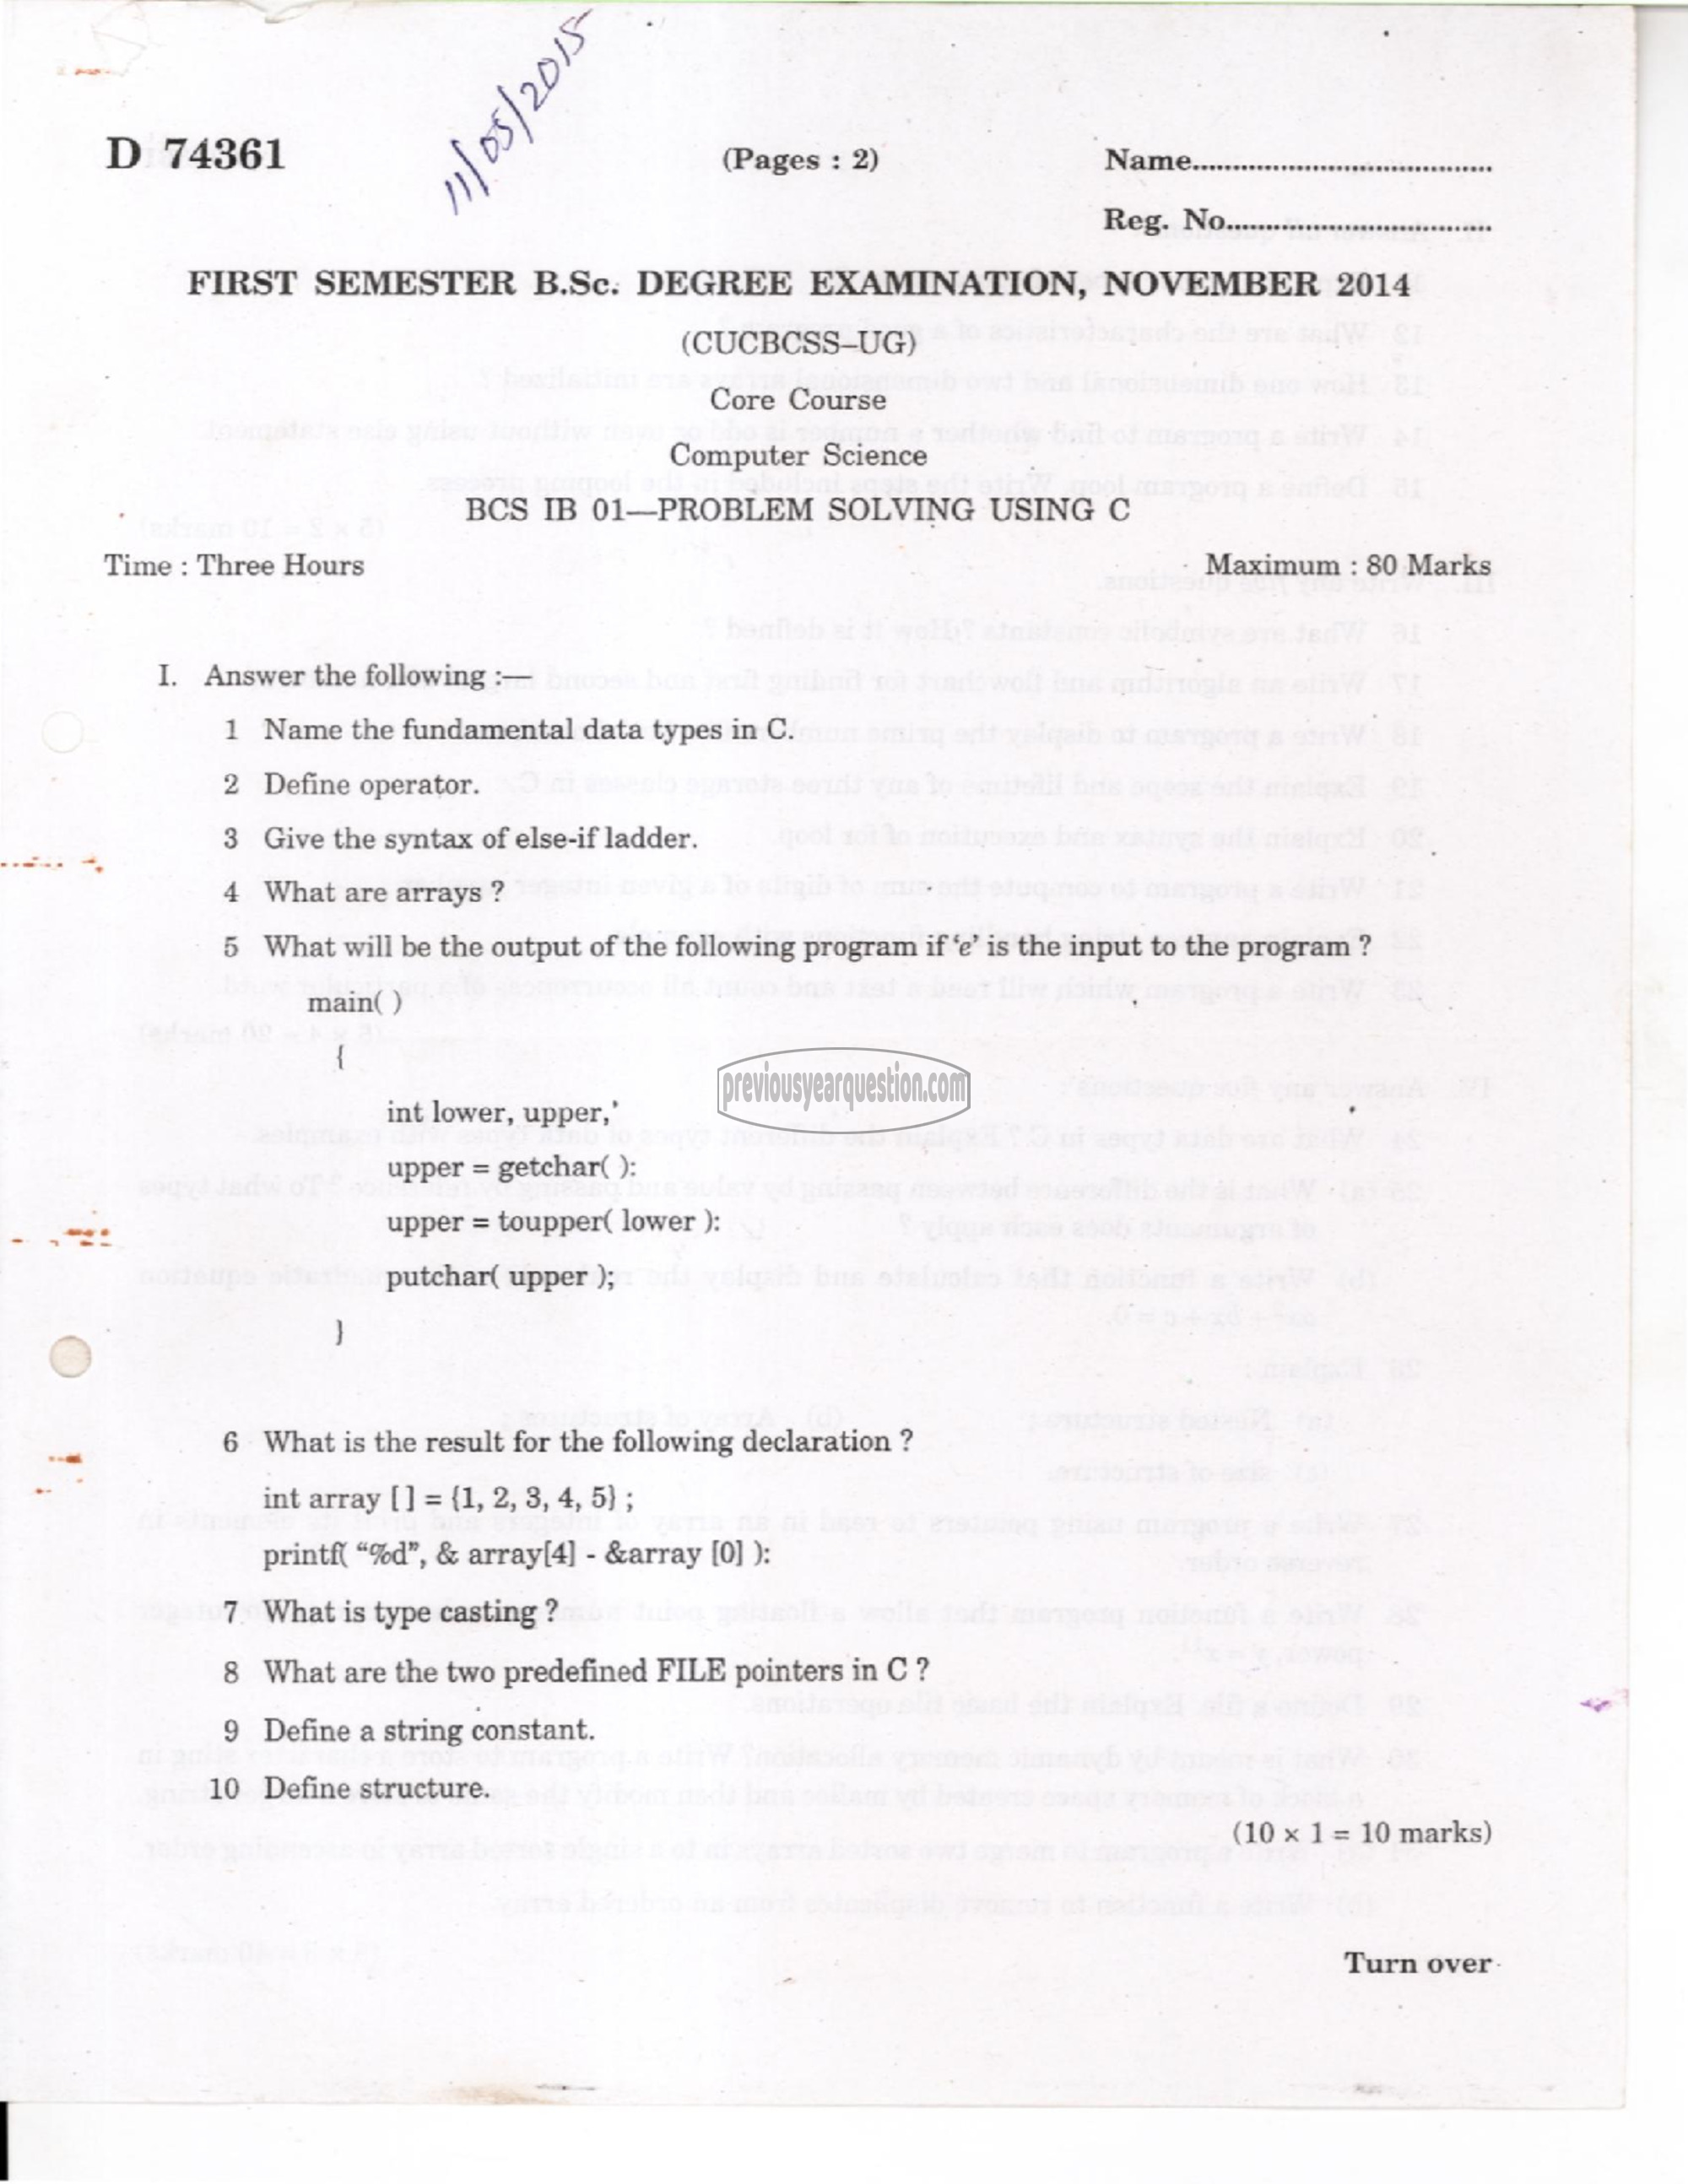 11/05/2015
D 74361
(Pages : 2)
Name....................................
Reg. No.................................
FIRST SEMESTER B.Sc. DEGREE EXAMINATION, NOVEMBER 2014
(CUCBCSS–UG)
Core Course
Computer Science
BCS IB 01—PROBLEM SOLVING USING C
Time : Three Hours
Maximum : 80 Marks
I. Answer the following :—
1 Name the fundamental data types in C.
2 Define operator.
3 Give the syntax of else-if ladder.
4 What are arrays ?
5 What will be the output of the following program if 'e' is the input to the program ?
main( )
{
previousyearquestion.com
int lower, upper,'
upper = getchar( ):
upper = toupper( lower ):
putchar( upper );
}
6 What is the result for the following declaration ?
int array [ ] = {1, 2, 3, 4, 5} ;
printf( “%d”, & array[4] - &array [0] ):
7 What is type casting ?
8 What are the two predefined FILE pointers in C ?
9 Define a string constant.
10 Define structure.
(10 × 1 = 10 marks)
Turn over